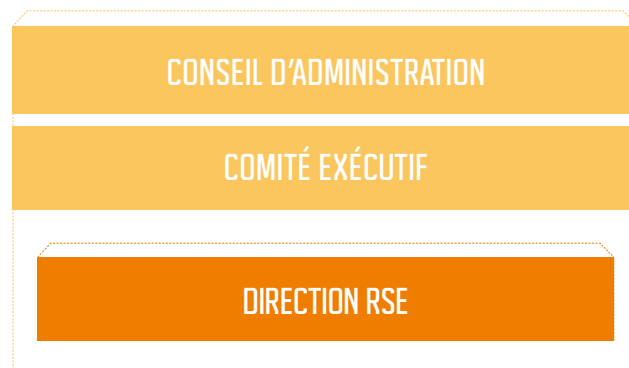 CONSEIL D'ADMINISTRATION
COMITÉ EXÉCUTIF
DIRECTION RSE